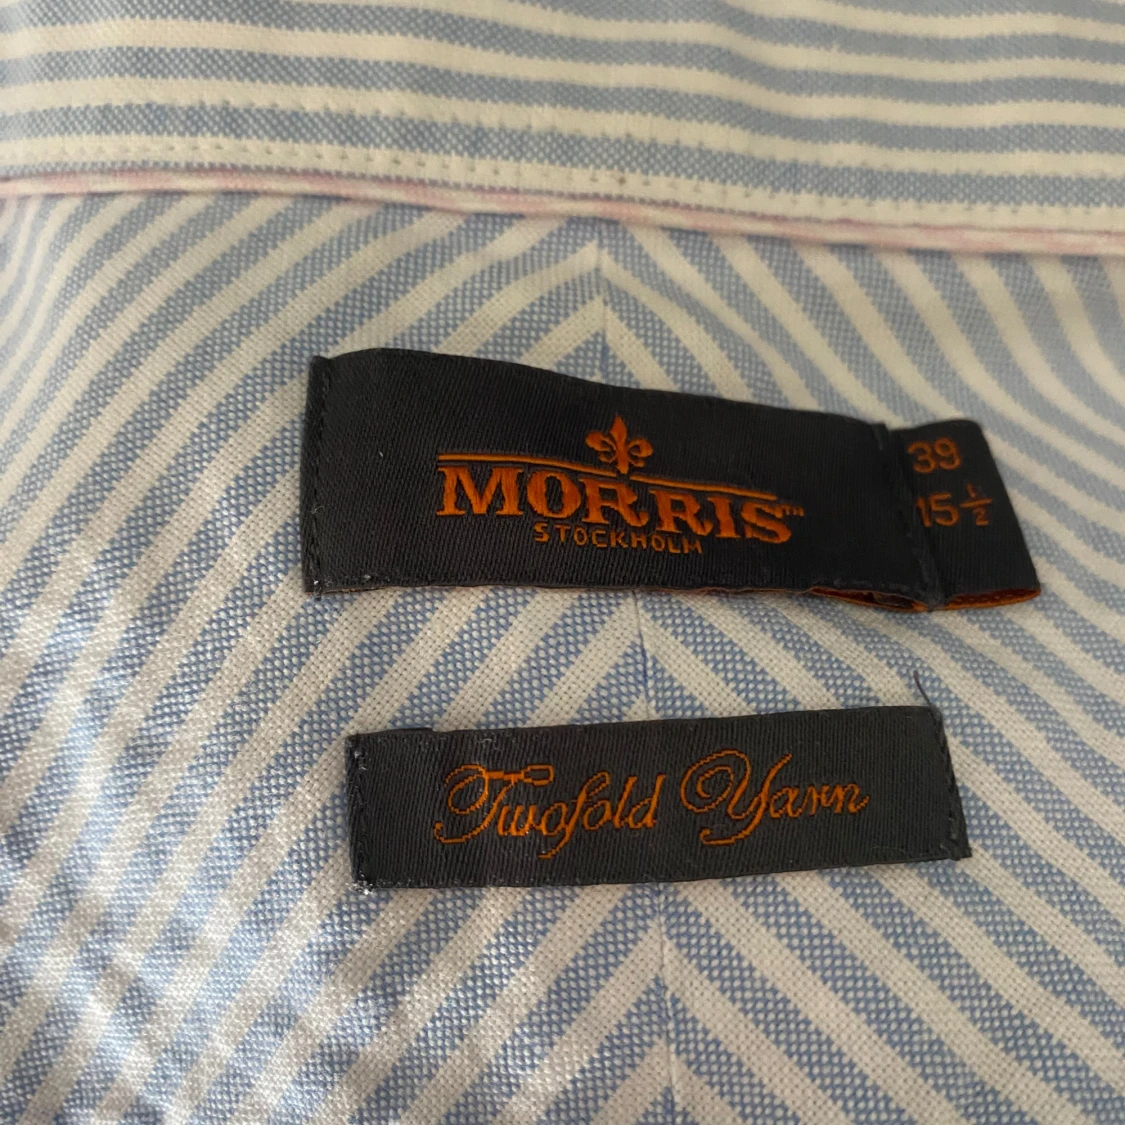 MORRIS™
STOCKHOLM
39
15 1/2
Twofold Yarn